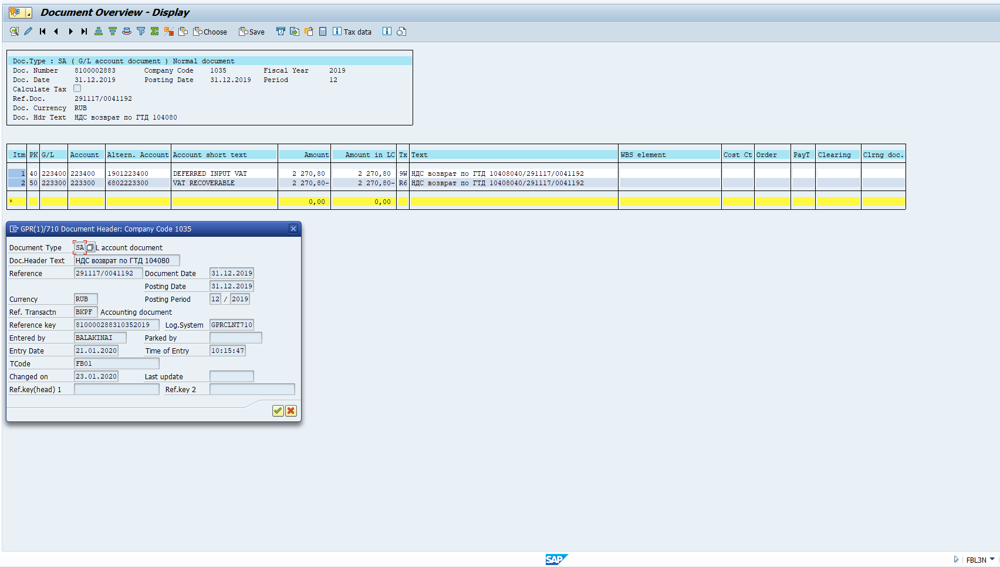 Document Overview - Display
Choose Save Tax data
Doc.Type : SA ( G/L account document ) Normal document
Doc. Number 8100002883 Company Code 1035 Fiscal Year 2019
Doc. Date 31.12.2019 Posting Date 31.12.2019 Period 12
Calculate Tax
Ref.Doc. 291117/0041192
Doc. Currency RUB
Doc. Hdr Text НДС возврат по ГТД 104080
Itm PK G/L Account Altern. Account Account short text Amount Amount in LC Tx Text WBS element Cost Ct Order PayT Clearing Clrng doc.
1 40 223400 223400 1901223400 DEFERRED INPUT VAT 2 270,80 2 270,80 9W НДС возврат по ГТД 10408040/291117/0041192
2 50 223300 223300 6802223300 VAT RECOVERABLE 2 270,80- 2 270,80- R6 НДС возврат по ГТД 10408040/291117/0041192
* 0,00 0,00
GPR(1)/710 Document Header: Company Code 1035
Document Type SA L account document
Doc.Header Text НДС возврат по ГТД 104080
Reference 291117/0041192 Document Date 31.12.2019
Posting Date 31.12.2019
Currency RUB Posting Period 12 / 2019
Ref. Transactn BKPF Accounting document
Reference key 810000288310352019 Log.System GPRCLNT710
Entered by BALAKINAI Parked by
Entry Date 21.01.2020 Time of Entry 10:15:47
TCode FB01
Changed on 23.01.2020 Last update
Ref.key(head) 1 Ref.key 2
SAP FBL3N